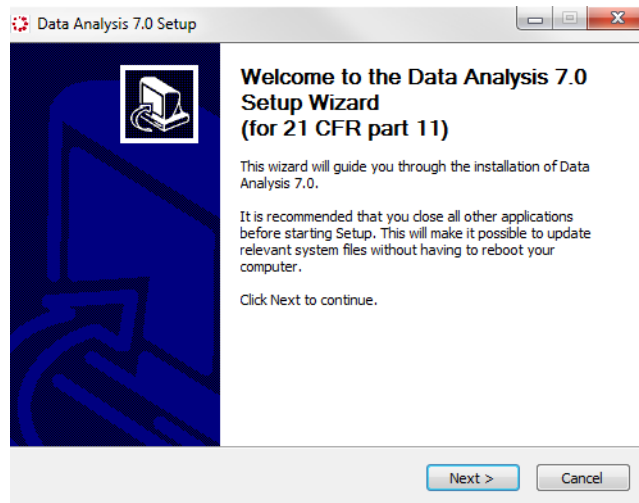 Data Analysis 7.0 Setup
Welcome to the Data Analysis 7.0
Setup Wizard
(for 21 CFR part 11)
This wizard will guide you through the installation of Data
Analysis 7.0.
It is recommended that you close all other applications
before starting Setup. This will make it possible to update
relevant system files without having to reboot your
computer.
Click Next to continue.
Next >
Cancel